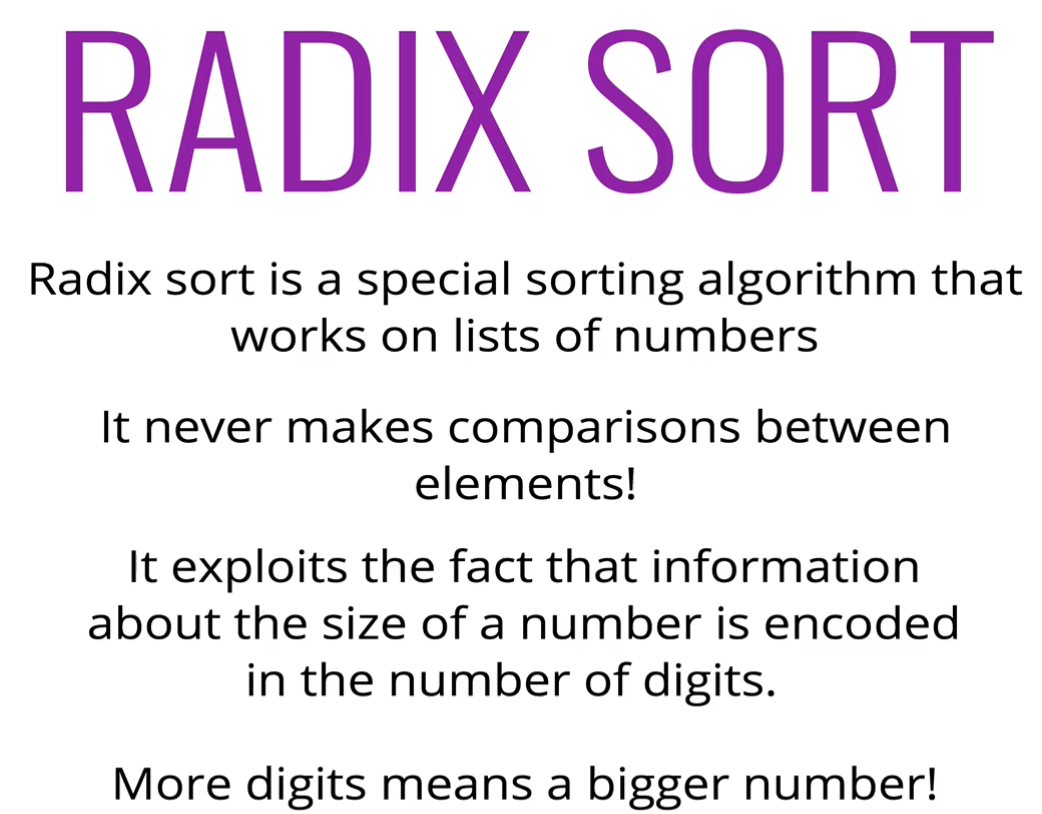 RADIX SORT
Radix sort is a special sorting algorithm that
works on lists of numbers
It never makes comparisons between
elements!
It exploits the fact that information
about the size of a number is encoded
in the number of digits.
More digits means a bigger number!